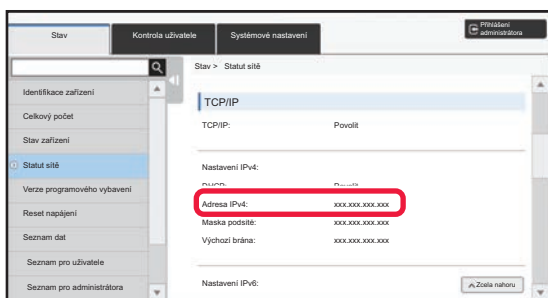 Stav
Kontrola uživatele
Systémové nastavení
Přihlášení
administrátora
Stav > Statut sítě
Identifikace zařízení
Celkový počet
Stav zařízení
Statut sítě
Verze programového vybavení
Reset napájení
Seznam dat
Seznam pro uživatele
Seznam pro administrátora
TCP/IP
TCP/IP: Povolit
Nastavení IPv4:
DHCP: Povolit
Adresa IPv4: xxx.xxx.xxx.xxx
Maska podsítě: xxx.xxx.xxx.xxx
Výchozí brána: xxx.xxx.xxx.xxx
Nastavení IPv6:
Zcela nahoru